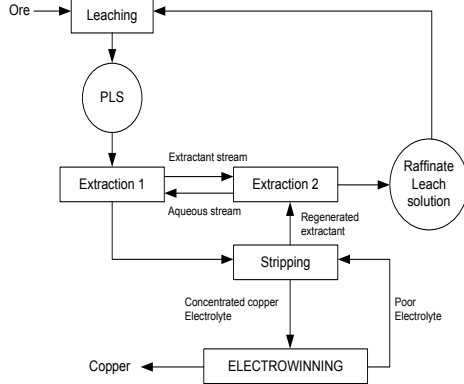 Ore
Leaching
PLS
Extractant stream
Extraction 1
Extraction 2
Aqueous stream
Raffinate
Leach
solution
Regenerated
extractant
Stripping
Concentrated copper
Electrolyte
Poor
Electrolyte
Copper
ELECTROWINNING